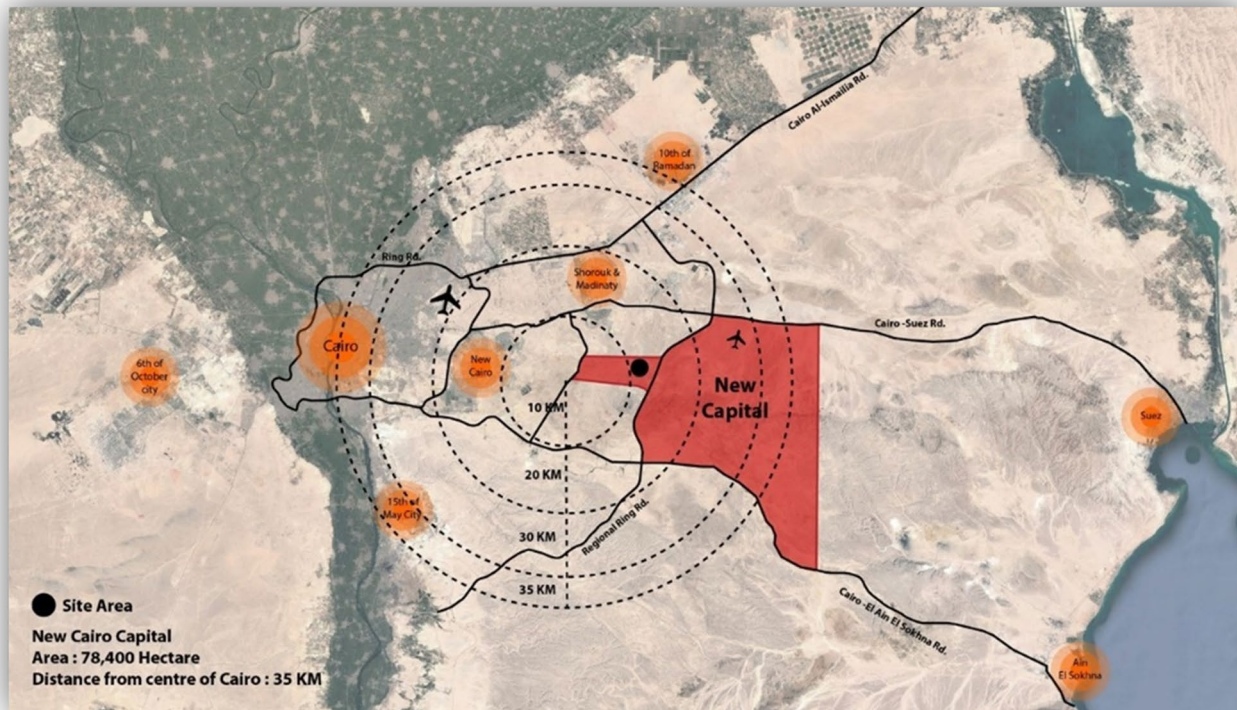 Cairo Al-Ismailia Rd.
10th of
Ramadan
Ring Rd.
Shorouk &
Madinaty
Cairo -Suez Rd.
Cairo
New
Cairo
6th of
October
city
New
Capital
10 KM
Suez
20 KM
15th of
May City
Regional Ring Rd.
30 KM
35 KM
Cairo -El Ain El Sokhna Rd.
Ain
El Sokhna
Site Area
New Cairo Capital
Area : 78,400 Hectare
Distance from centre of Cairo : 35 KM